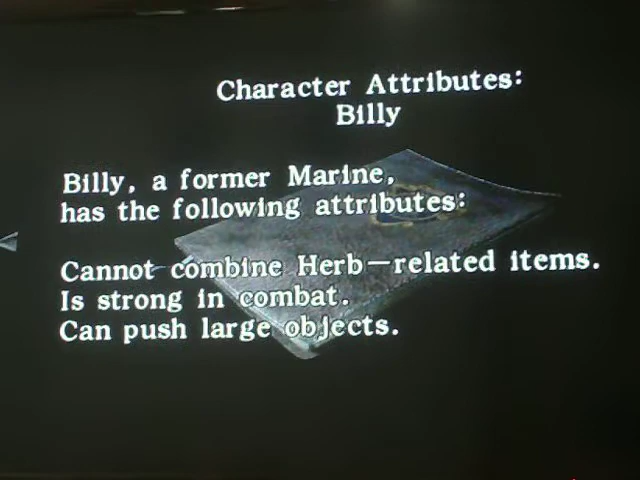 Character Attributes:
Billy
Billy, a former Marine,
has the following attributes:
Cannot combine Herb-related items.
Is strong in combat.
Can push large objects.